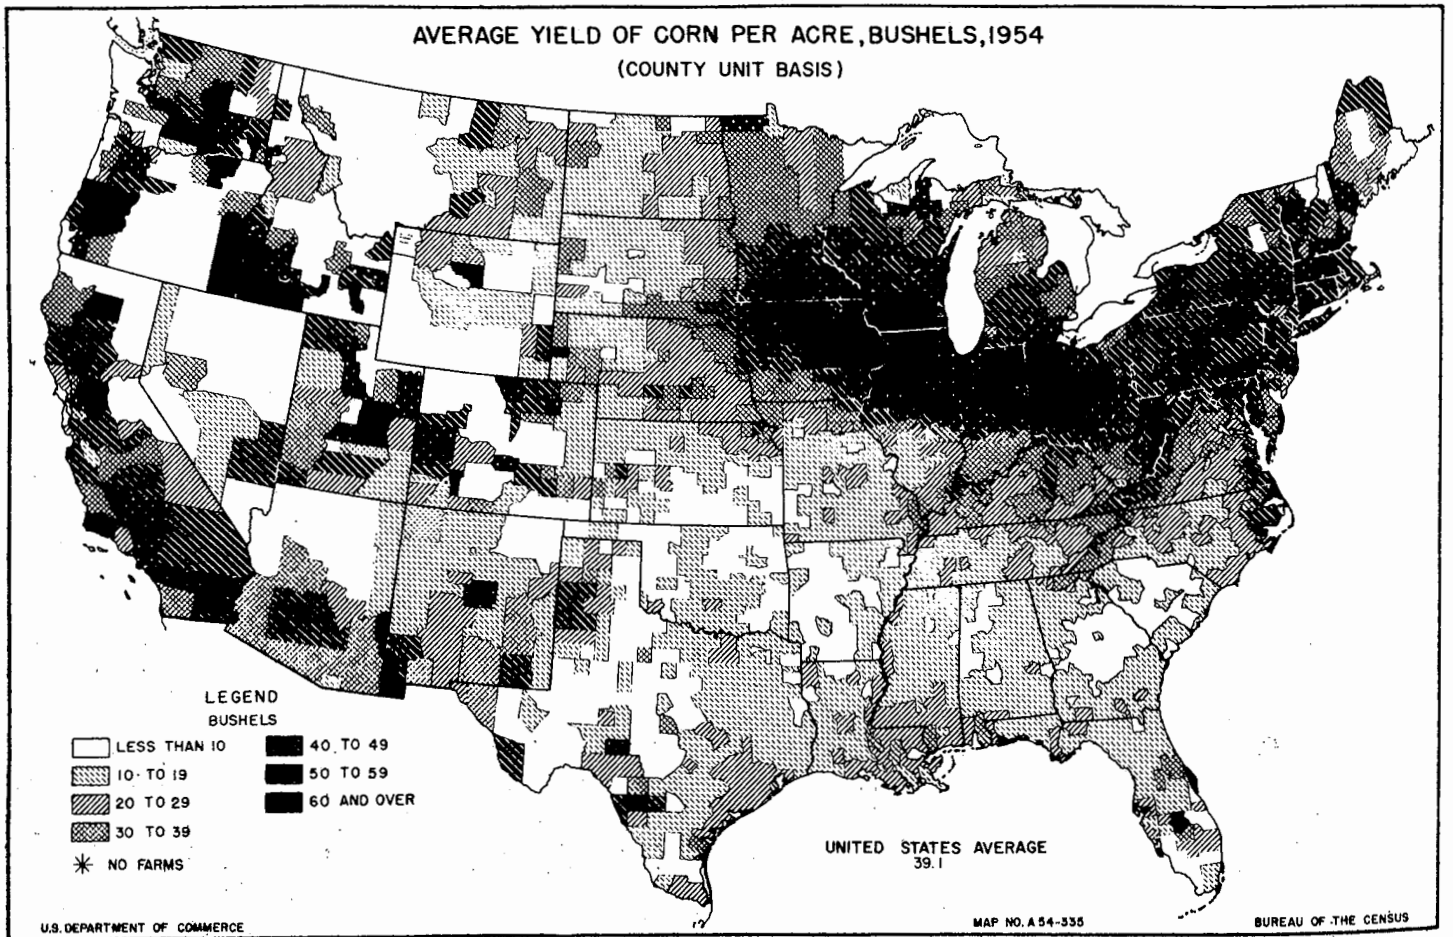 AVERAGE YIELD OF CORN PER ACRE, BUSHELS, 1954
(COUNTY UNIT BASIS)
LEGEND
BUSHELS
LESS THAN 10
10 TO 19
20 TO 29
30 TO 39
NO FARMS
40 TO 49
50 TO 59
60 AND OVER
UNITED STATES AVERAGE
39.1
U.S. DEPARTMENT OF COMMERCE
MAP NO. A 54-335
BUREAU OF THE CENSUS